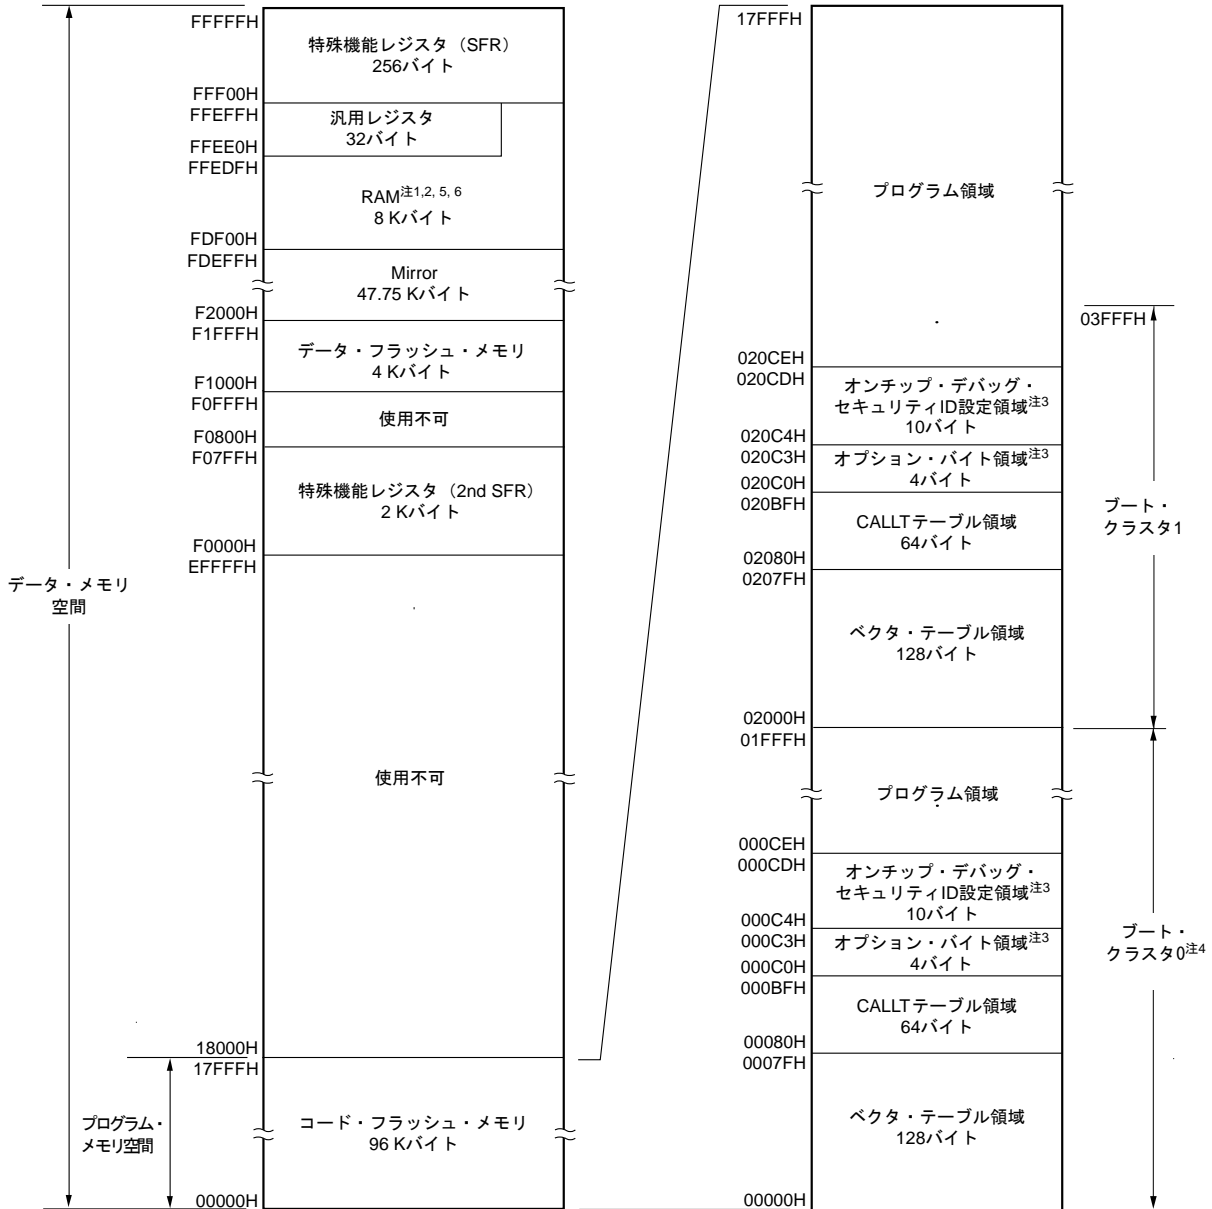 FFFFFH
特殊機能レジスタ（SFR）
256バイト
FFF00H
FFEFFH
汎用レジスタ
32バイト
FFEE0H
FFEDFH
RAM注1,2, 5, 6
8 Kバイト
FDF00H
FDEFFH
Mirror
47.75 Kバイト
F2000H
F1FFFH
データ・フラッシュ・メモリ
4 Kバイト
F1000H
F0FFFH
使用不可
F0800H
F07FFH
特殊機能レジスタ（2nd SFR）
2 Kバイト
F0000H
EFFFFH
データ・メモリ
空間
使用不可
18000H
17FFFH
プログラム・
メモリ空間
コード・フラッシュ・メモリ
96 Kバイト
00000H
17FFFH
プログラム領域
03FFFH
020CEH
020CDH
オンチップ・デバッグ・
セキュリティID設定領域注3
10バイト
020C4H
020C3H
オプション・バイト領域注3
4バイト
020C0H
020BFH
CALLTテーブル領域
64バイト
ブート・
クラスタ1
02080H
0207FH
ベクタ・テーブル領域
128バイト
02000H
01FFFH
プログラム領域
000CEH
000CDH
オンチップ・デバッグ・
セキュリティID設定領域注3
10バイト
000C4H
000C3H
オプション・バイト領域注3
4バイト
ブート・
クラスタ0注4
000C0H
000BFH
CALLTテーブル領域
64バイト
00080H
0007FH
ベクタ・テーブル領域
128バイト
00000H